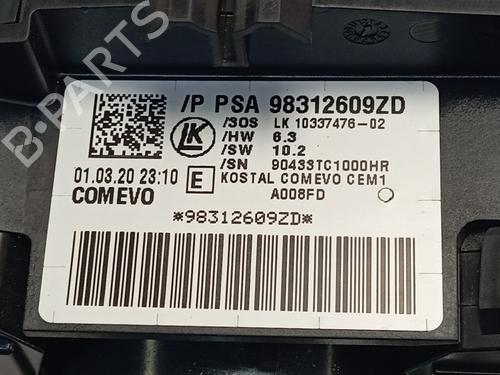 B-PARTS
/P PSA 98312609ZD
/SOS LK 10337476-02
LK
/HW 6.3
/SW 10.2
/SN 90433TC1000HR
01.03.20 23:10 E KOSTAL COMEVO CEM1
COMEVO A008FD
*98312609ZD*